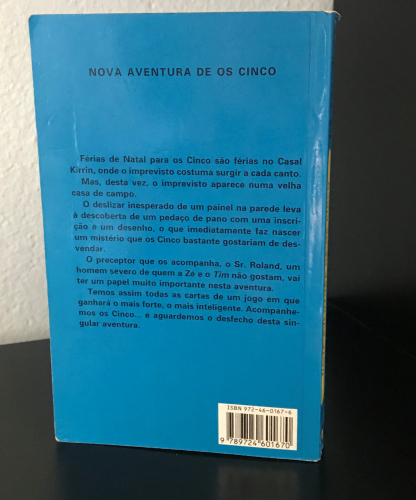 NOVA AVENTURA DE OS CINCO
Férias de Natal para os Cinco são férias no Casal
Kirrin, onde o imprevisto costuma surgir a cada canto.
Mas, desta vez, o imprevisto aparece numa velha
casa de campo.
O deslizar inesperado de um painel na parede leva
à descoberta de um pedaço de pano com uma inscri-
ção e um desenho, o que imediatamente faz nascer
um mistério que os Cinco bastante gostariam de des-
vendar.
O preceptor que os acompanha, o Sr. Roland, um
homem severo de quem a Zé e o Tim não gostam, vai
ter um papel muito importante nesta aventura.
Temos assim todas as cartas de um jogo em que
ganhará o mais forte, o mais inteligente. Acompanhe-
mos os Cinco... e aguardemos o desfecho desta sin-
gular aventura.
ISBN 972-46-0167-6
9 789724 601670